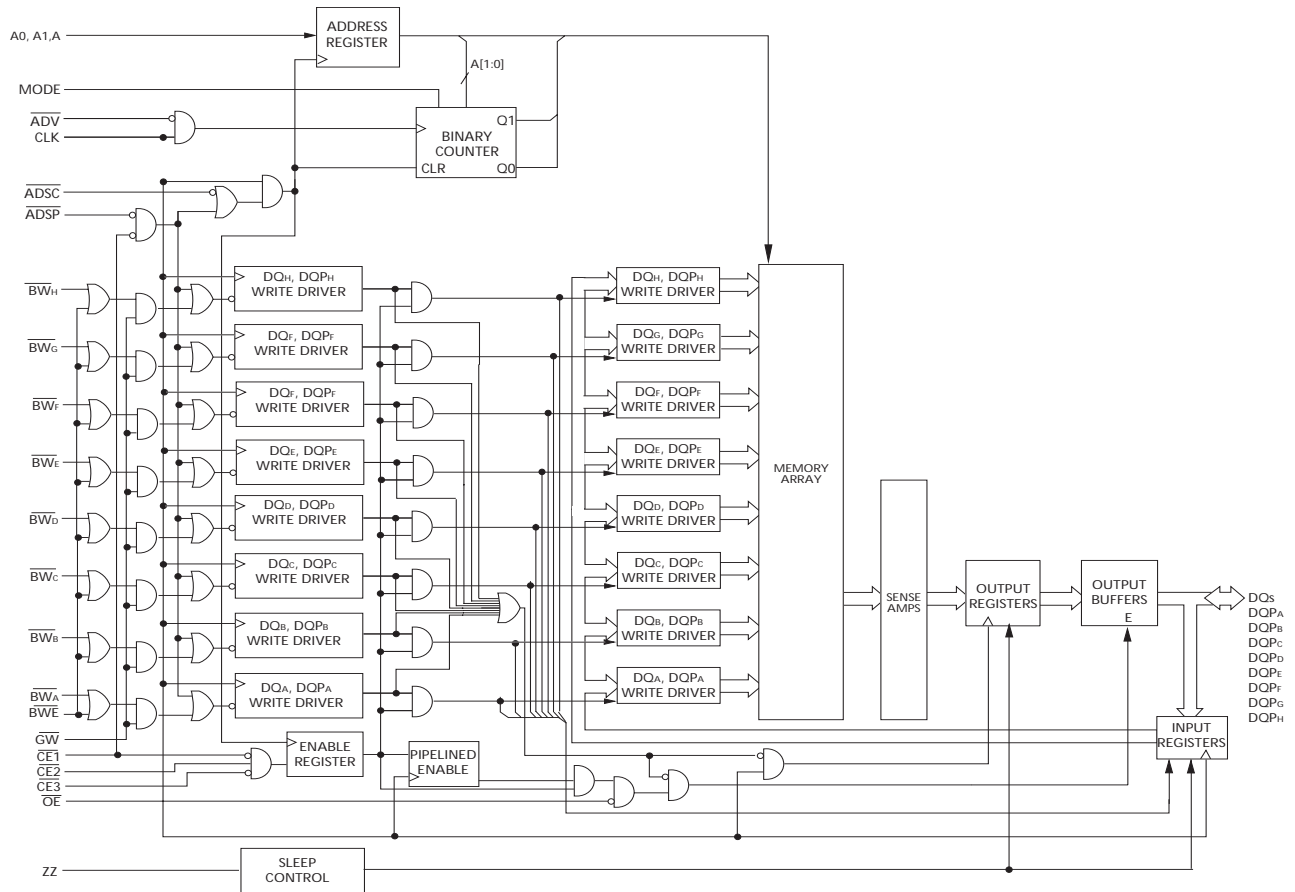 A0, A1,A
ADDRESS
REGISTER
A[1:0]
MODE
ADV
CLK
Q1
BINARY
COUNTER
CLR
Q0
ADSC
ADSP
BWH
DQH, DQPH
WRITE DRIVER
DQH, DQPH
WRITE DRIVER
BWG
DQF, DQPF
WRITE DRIVER
DQG, DQPG
WRITE DRIVER
BWF
DQF, DQPF
WRITE DRIVER
DQF, DQPF
WRITE DRIVER
BWE
DQE, DQPE
WRITE DRIVER
DQE, DQPE
WRITE DRIVER
MEMORY
ARRAY
BWD
DQD, DQPD
WRITE DRIVER
DQD, DQPD
WRITE DRIVER
BWC
DQC, DQPC
WRITE DRIVER
DQC, DQPC
WRITE DRIVER
BWB
DQB, DQPB
WRITE DRIVER
DQB, DQPB
WRITE DRIVER
BWA
BWE
DQA, DQPA
WRITE DRIVER
DQA, DQPA
WRITE DRIVER
SENSE
AMPS
OUTPUT
REGISTERS
OUTPUT
BUFFERS
E
DQS
DQPA
DQPB
DQPC
DQPD
DQPE
DQPF
DQPG
DQPH
INPUT
REGISTERS
GW
CE1
CE2
CE3
OE
ENABLE
REGISTER
PIPELINED
ENABLE
ZZ
SLEEP
CONTROL